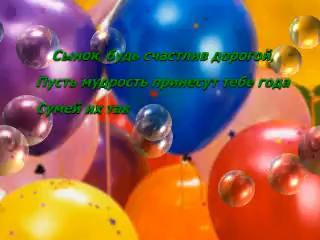 Сынок, будь счастлив дорогой,
Пусть мудрость принесут тебе года
Сумей их так